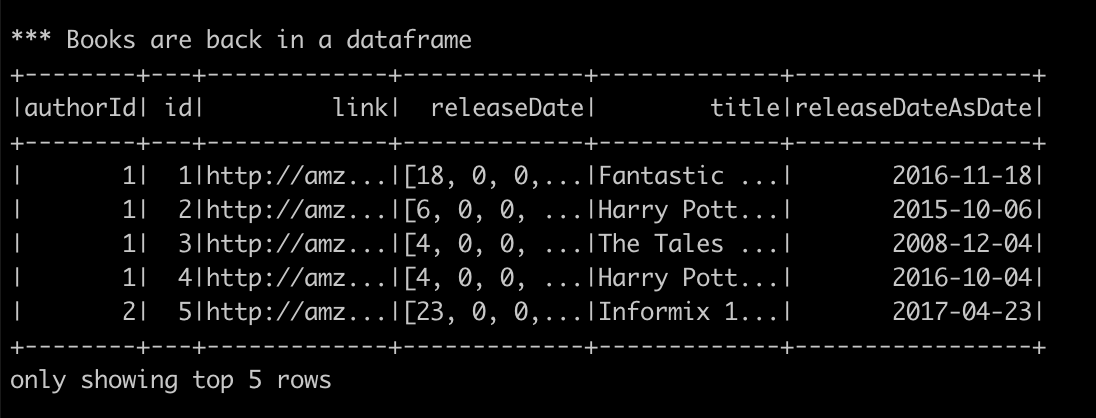 *** Books are back in a dataframe
+--------+---+-------------+-------------+-------------+-----------------+
|authorId| id|         link|  releaseDate|        title|releaseDateAsDate|
+--------+---+-------------+-------------+-------------+-----------------+
|       1|  1|http://amz...|[18, 0, 0,...|Fantastic ...|       2016-11-18|
|       1|  2|http://amz...|[6, 0, 0, ...|Harry Pott...|       2015-10-06|
|       1|  3|http://amz...|[4, 0, 0, ...|The Tales ...|       2008-12-04|
|       1|  4|http://amz...|[4, 0, 0, ...|Harry Pott...|       2016-10-04|
|       2|  5|http://amz...|[23, 0, 0,...|Informix 1...|       2017-04-23|
+--------+---+-------------+-------------+-------------+-----------------+
only showing top 5 rows